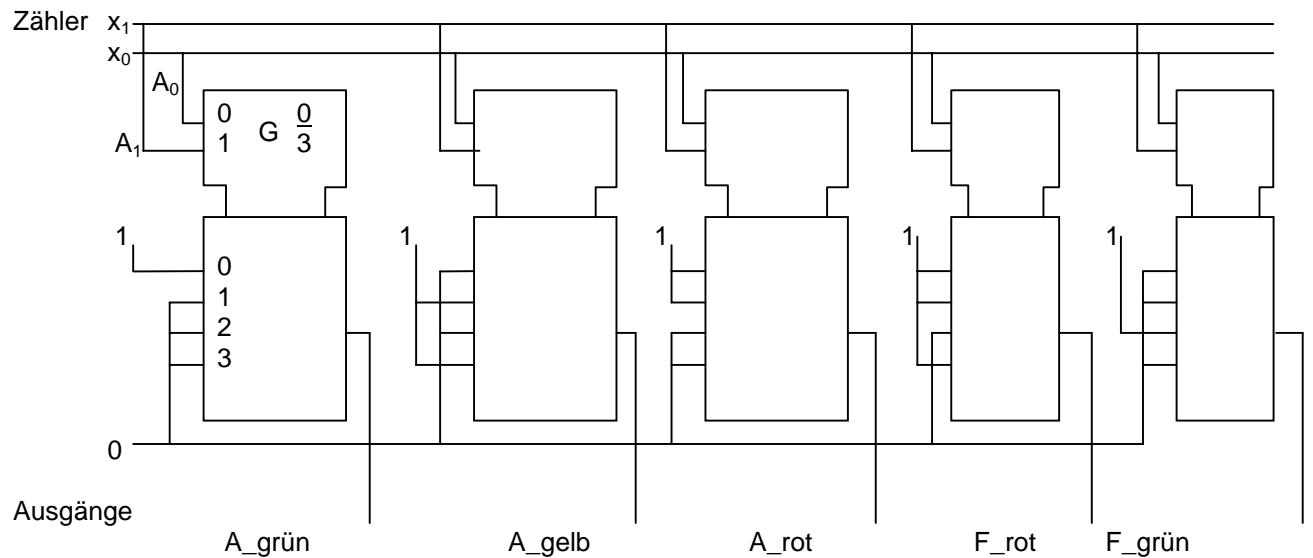 Zähler x₁
x₀
A₀
A₁
0
1
G 0
3
1
0
1
2
3
1
1
1
1
0
Ausgänge
A_grün A_gelb A_rot F_rot F_grün